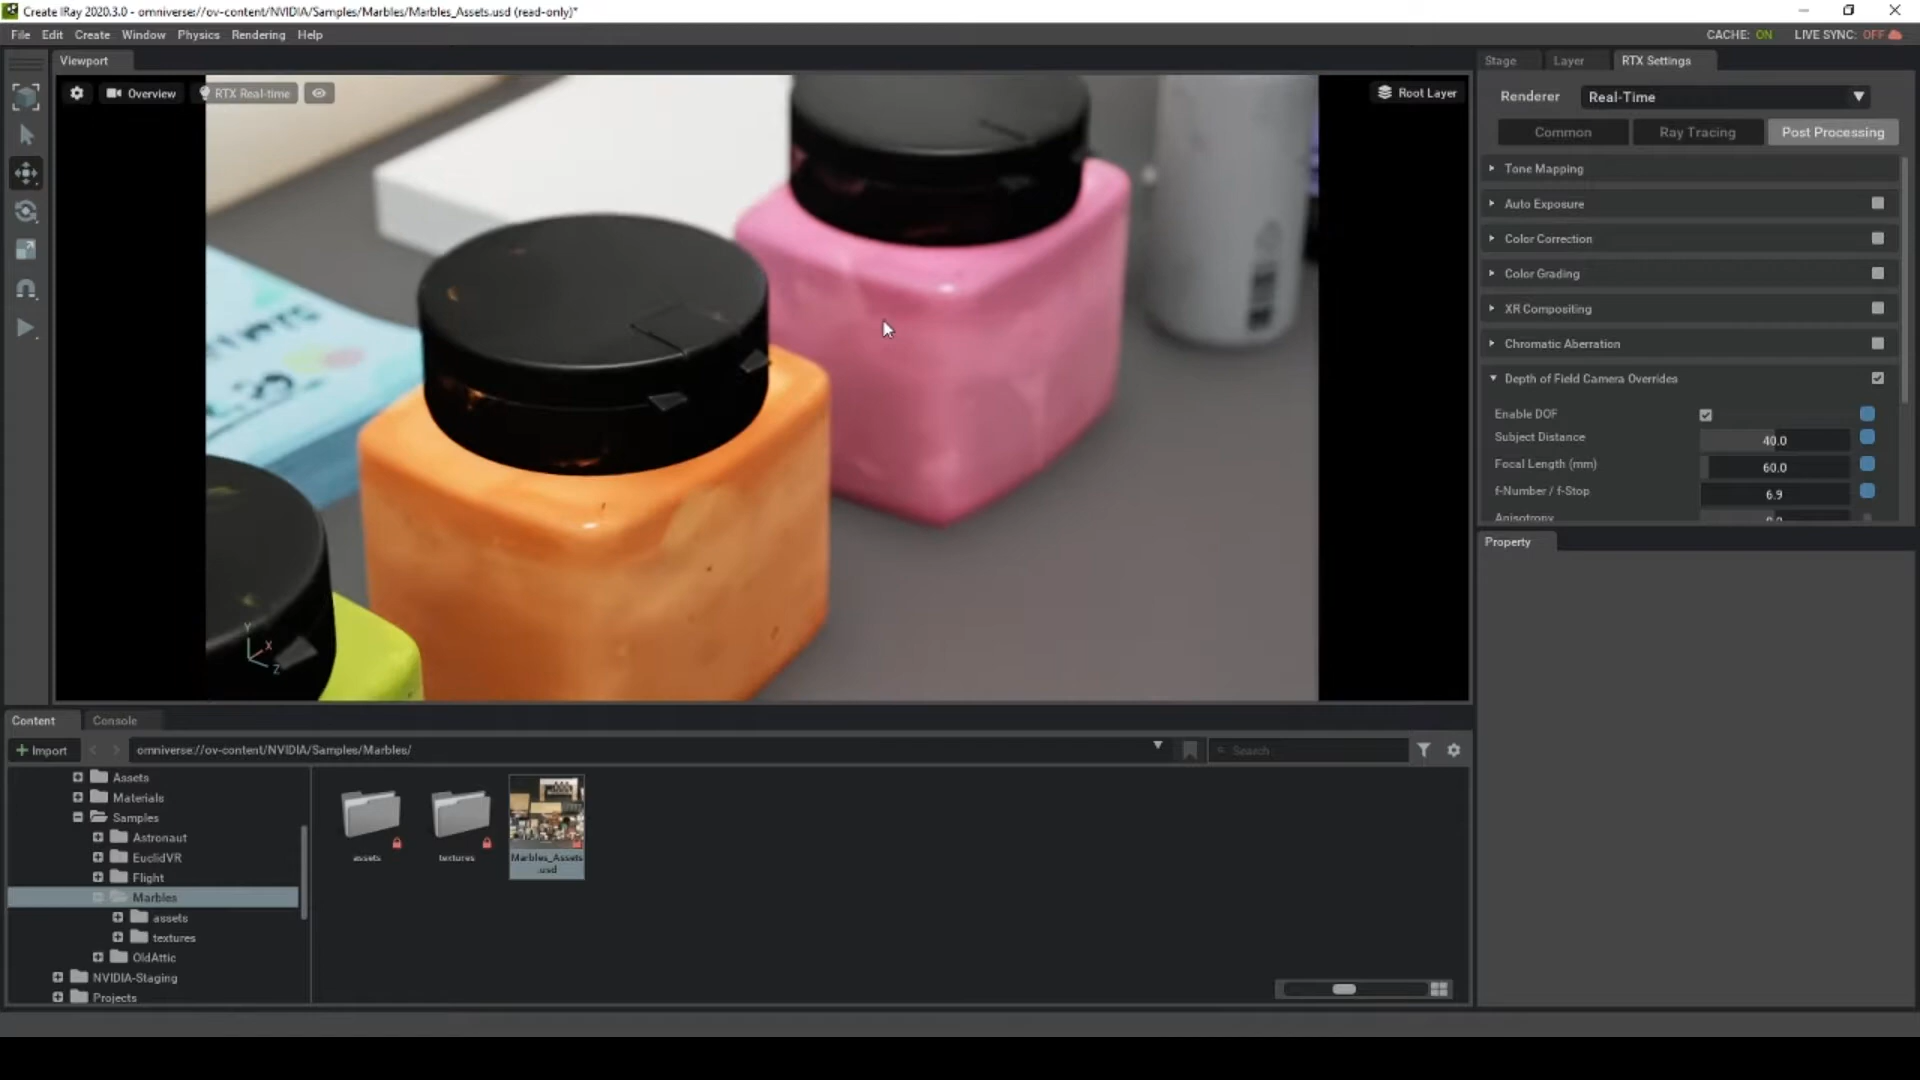 Create IRay 2020.3.0 - omniverse://ov-content/NVIDIA/Samples/Marbles/Marbles_Assets.usd (read-only)*
File Edit Create Window Physics Rendering Help
CACHE: ON LIVE SYNC: OFF
Viewport
Overview
RTX Real-time
Root Layer
Stage Layer RTX Settings
Renderer Real-Time
Common Ray Tracing Post Processing
Tone Mapping
Auto Exposure
Color Correction
Color Grading
XR Compositing
Chromatic Aberration
Depth of Field Camera Overrides
Enable DOF
Subject Distance 40.0
Focal Length (mm) 60.0
f-Number / f-Stop 6.9
Anisotropy 0.0
Property
Y
X
Z
Content Console
Import
omniverse://ov-content/NVIDIA/Samples/Marbles/
Search
Assets
Materials
Samples
Astronaut
EuclidVR
Flight
Marbles
assets
textures
OldAttic
NVIDIA-Staging
Projects
assets
textures
Marbles_Assets
.usd